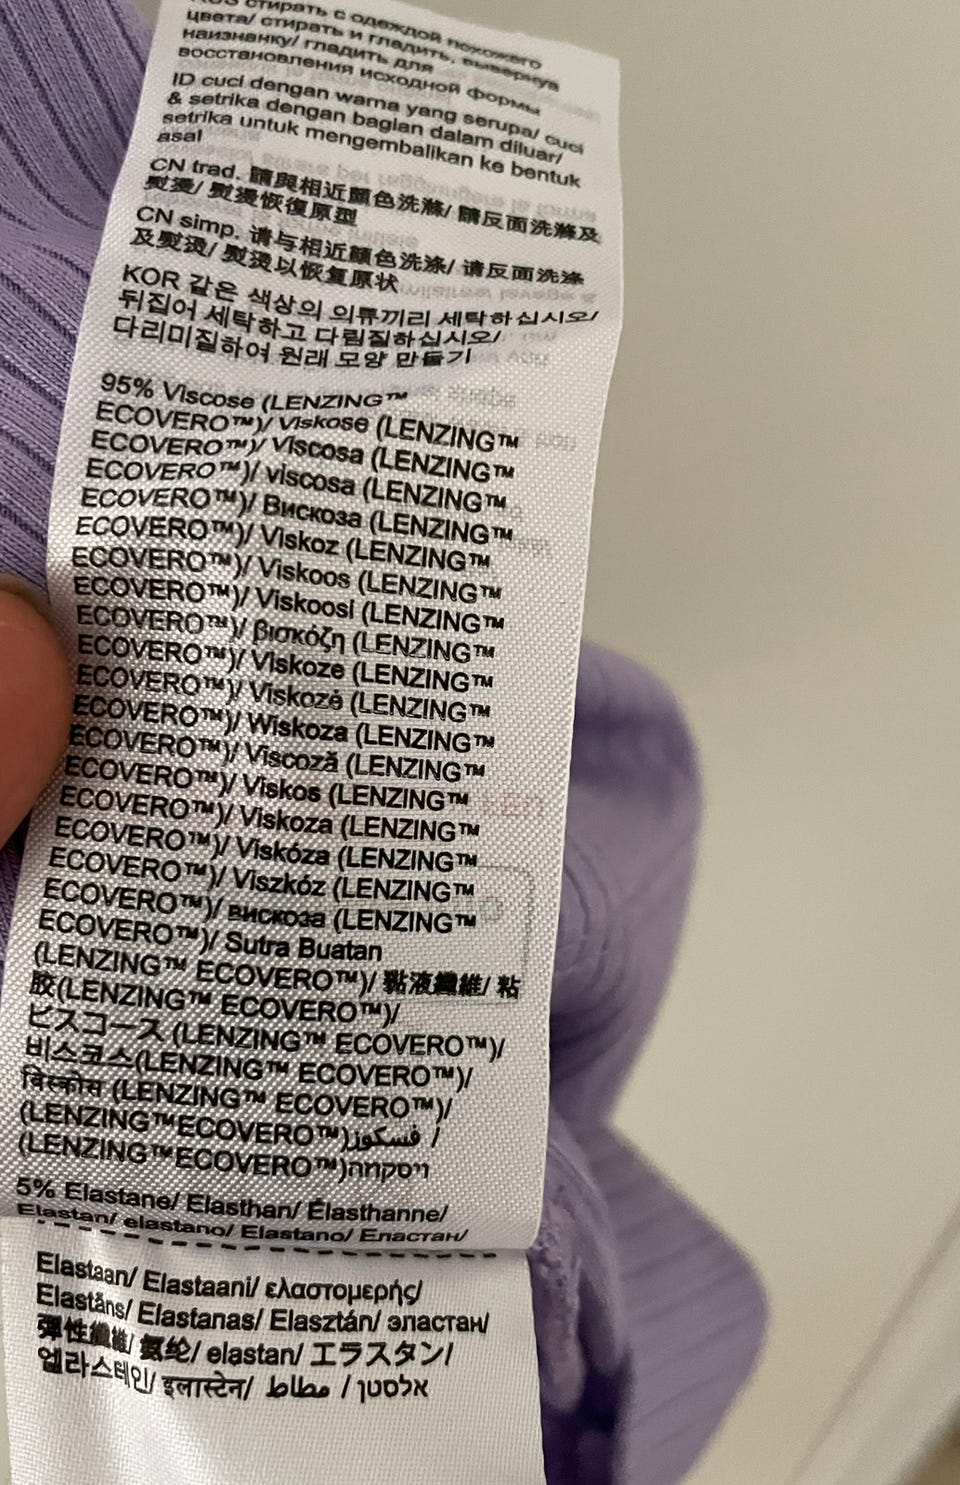 RUS стирать с одеждой похожего
цвета/ стирать и гладить, вывернув
наизнанку/ гладить для
восстановления исходной формы
ID cuci dengan warna yang serupa/ cuci
& setrika dengan bagian dalam diluar/
setrika untuk mengembalikan ke bentuk
asal
CN trad. 請與相近顏色洗滌/ 請反面洗滌及
熨燙/ 熨燙恢復原型
CN simp. 请与相近颜色洗涤/ 请反面洗涤
及熨烫/ 熨烫以恢复原状
KOR 같은 색상의 의류끼리 세탁하십시오/
뒤집어 세탁하고 다림질하십시오/
다리미질하여 원래 모양 만들기
95% Viscose (LENZING™
ECOVERO™)/ Viskose (LENZING™
ECOVERO™)/ Viscosa (LENZING™
ECOVERO™)/ viscosa (LENZING™
ECOVERO™)/ Вискоза (LENZING™
ECOVERO™)/ Viskoz (LENZING™
ECOVERO™)/ Viskoos (LENZING™
ECOVERO™)/ Viskoosi (LENZING™
ECOVERO™)/ βισκόζη (LENZING™
ECOVERO™)/ Viskoze (LENZING™
ECOVERO™)/ Viskozė (LENZING™
ECOVERO™)/ Wiskoza (LENZING™
ECOVERO™)/ Viscoză (LENZING™
ECOVERO™)/ Viskos (LENZING™
ECOVERO™)/ Viskoza (LENZING™
ECOVERO™)/ Viskóza (LENZING™
ECOVERO™)/ Viszkóz (LENZING™
ECOVERO™)/ вискоза (LENZING™
ECOVERO™)/ Sutra Buatan
(LENZING™ ECOVERO™)/ 黏液纖維/ 粘
胶(LENZING™ ECOVERO™)/
ビスコース (LENZING™ ECOVERO™)/
비스코스(LENZING™ ECOVERO™)/
विस्कोस (LENZING™ ECOVERO™)/
(LENZING™ECOVERO™)فسكوز /
(LENZING™ECOVERO™)ויסקוזה
5% Elastane/ Elasthan/ Élasthanne/
Elastan/ elastano/ Elastano/ Еластан/
Elastaan/ Elastaani/ ελαστομερής/
Elastāns/ Elastanas/ Elasztán/ эластан/
彈性纖維/ 氨纶/ elastan/ エラスタン/
엘라스테인/ इलास्टेन/ مطاط / אלסטן